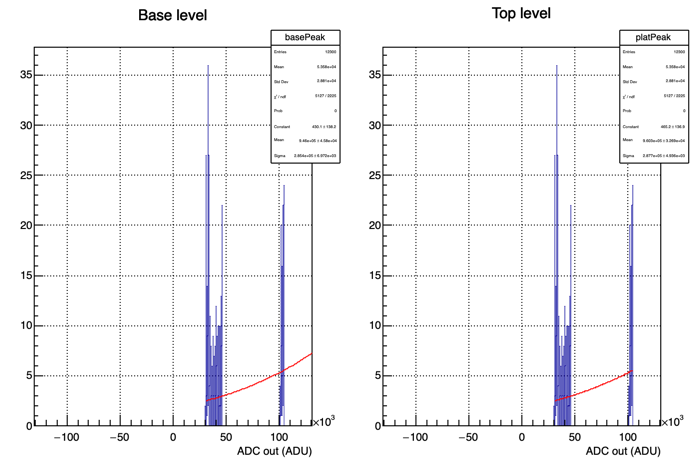 Base level
basePeak
Entries 10300
Mean 5.358e+04
Std Dev 2.681e+04
χ² / ndf 5127 / 2225
Prob 0
Constant
Mean
Sigma
35
30
25
20
15
10
5
0
−100 −50 0 50 100
×10³
ADC out (ADU)
Top level
platPeak
Entries 10300
Mean 5.358e+04
Std Dev 2.681e+04
χ² / ndf 5127 / 2225
Prob 0
Constant
Mean
Sigma
35
30
25
20
15
10
5
0
−100 −50 0 50 100
×10³
ADC out (ADU)